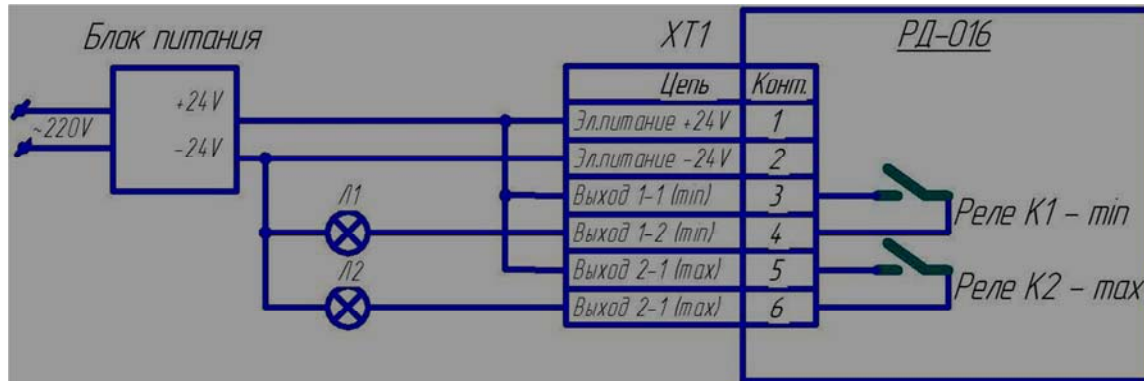 Блок питания
XT1
РД-016
+24V
~220V
-24V
Цепь Конт.
Эл.питание +24V 1
Эл.питание -24V 2
Выход 1-1 (min) 3
Выход 1-2 (min) 4
Выход 2-1 (max) 5
Выход 2-1 (max) 6
Л1
Л2
Реле К1 - min
Реле К2 - max